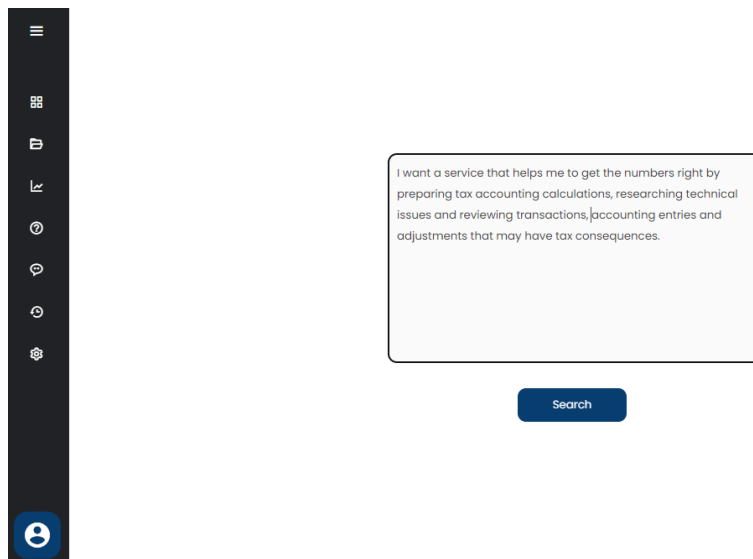 I want a service that helps me to get the numbers right by
preparing tax accounting calculations, researching technical
issues and reviewing transactions, accounting entries and
adjustments that may have tax consequences.
Search